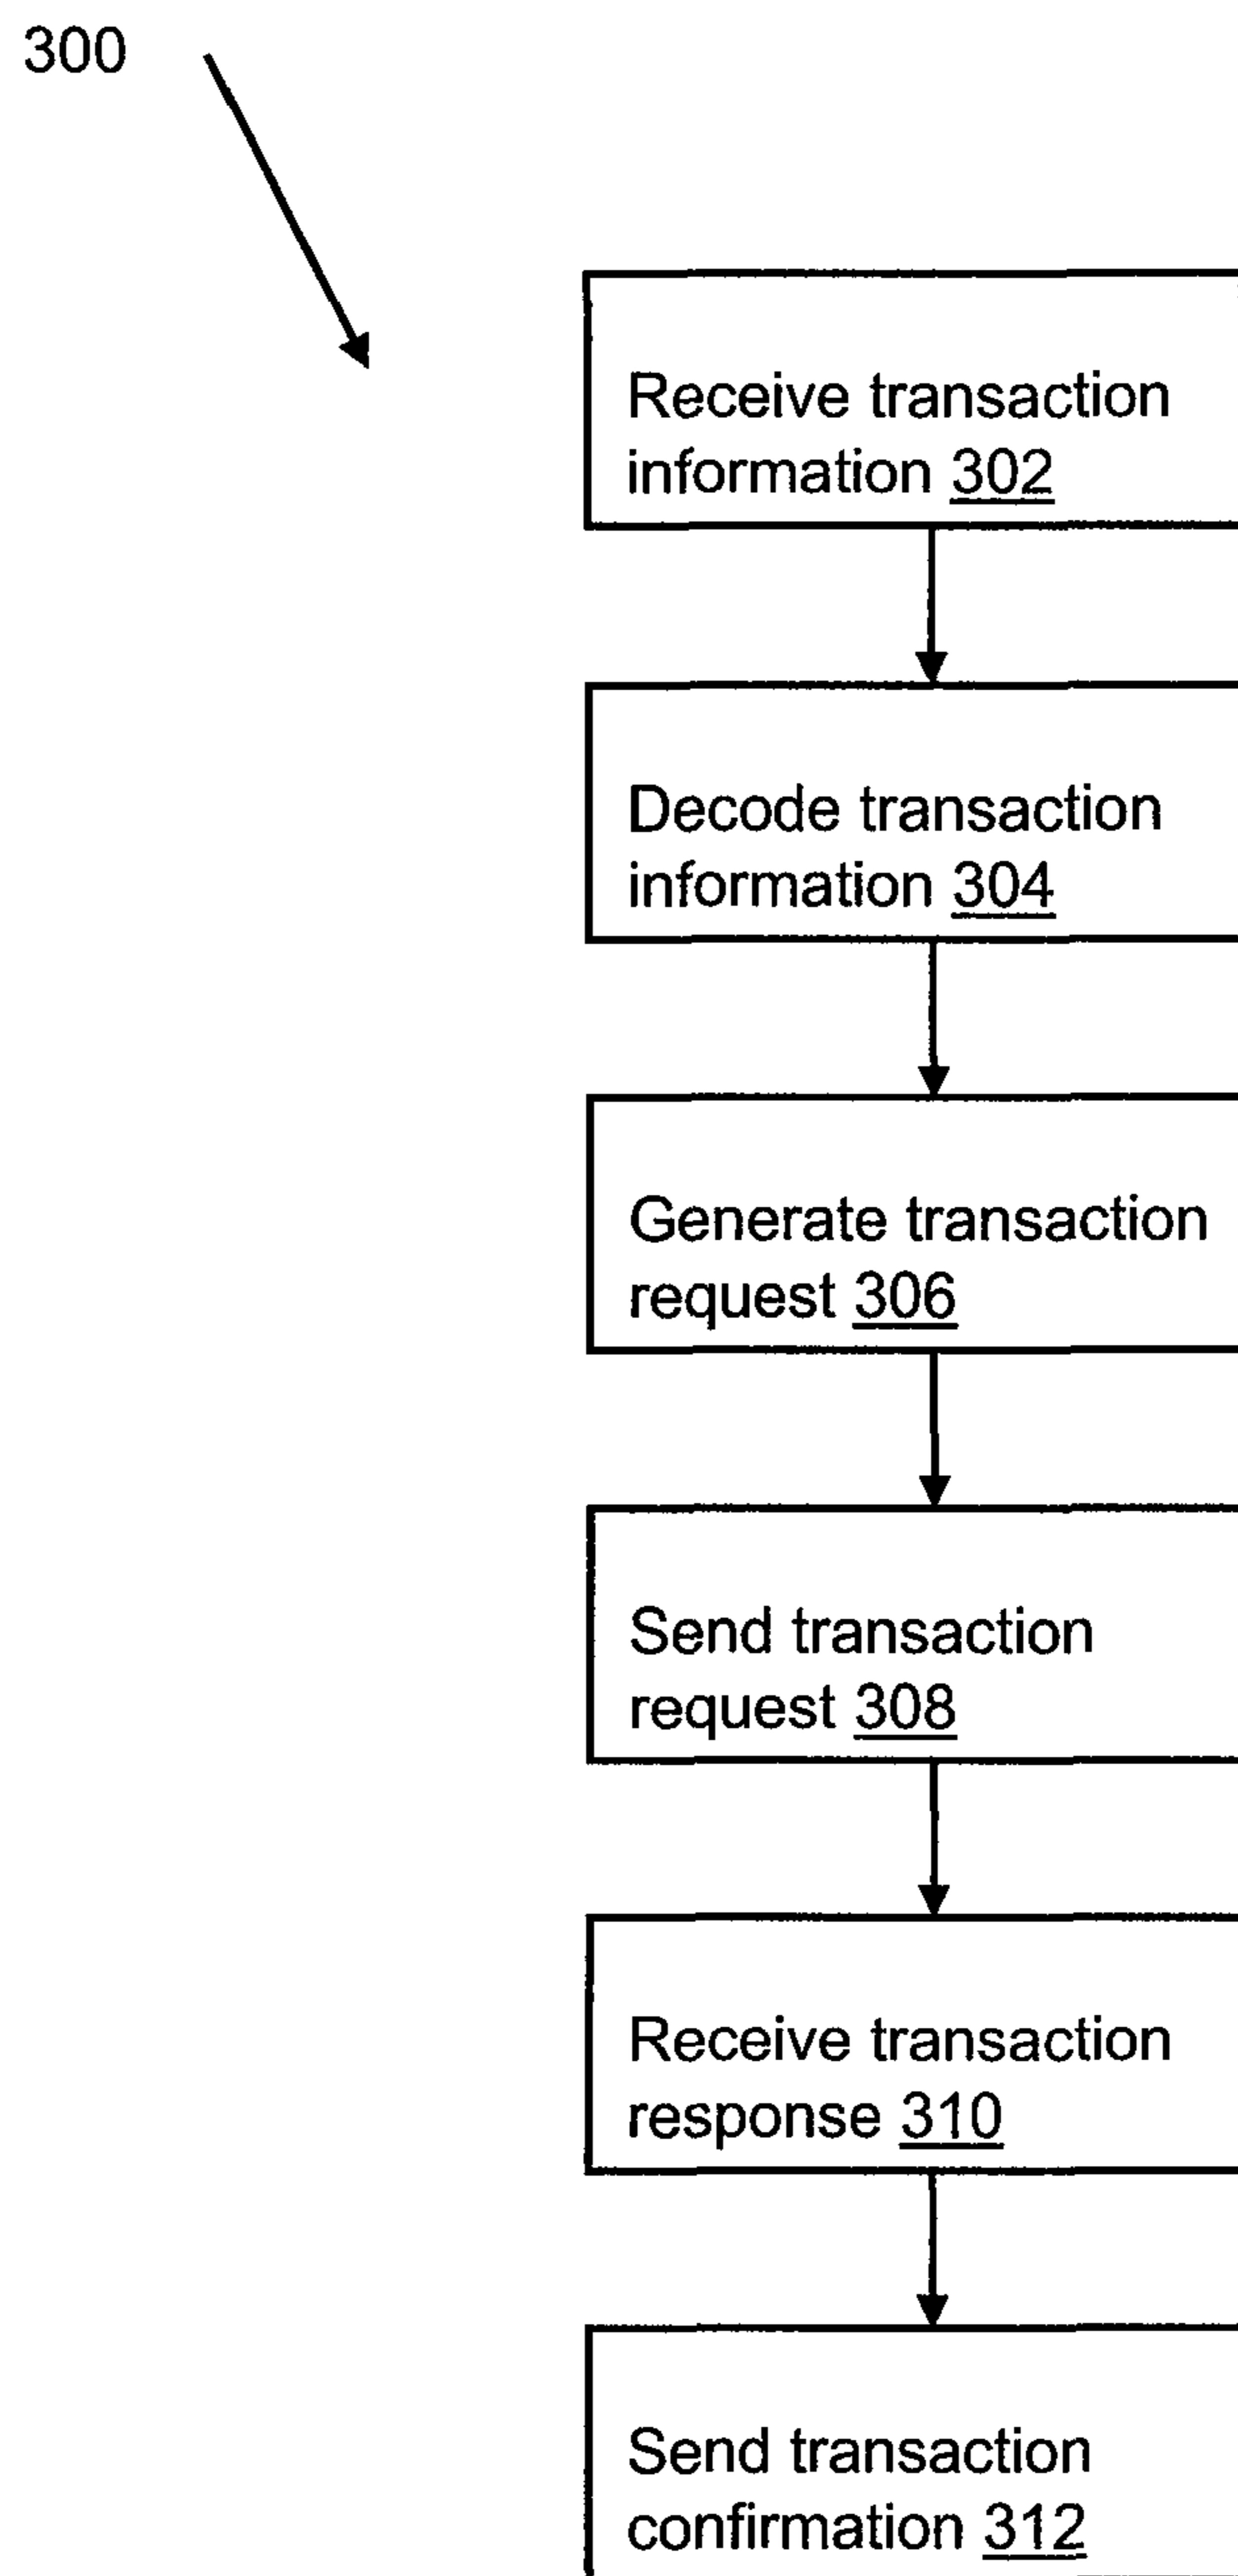 300
Receive transaction
information 302
Decode transaction
information 304
Generate transaction
request 306
Send transaction
request 308
Receive transaction
response 310
Send transaction
confirmation 312